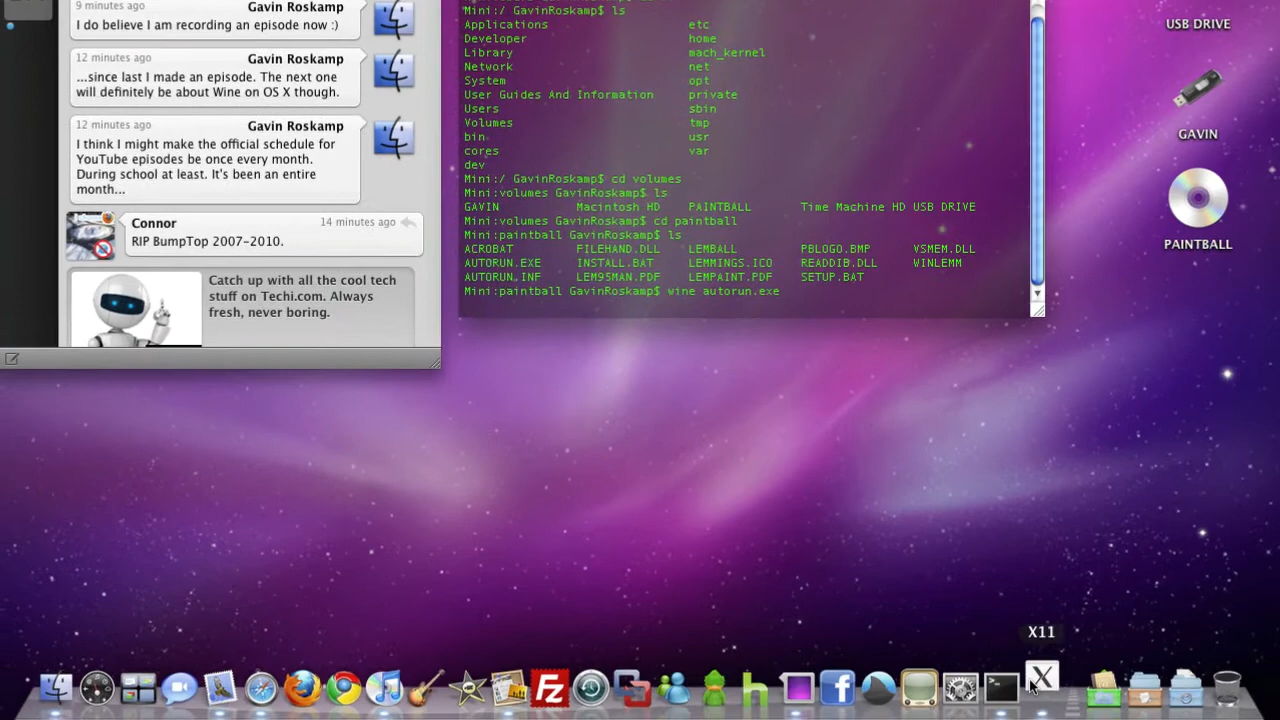 9 minutes ago Gavin Roskamp
I do believe I am recording an episode now :)
12 minutes ago Gavin Roskamp
...since last I made an episode. The next one
will definitely be about Wine on OS X though.
12 minutes ago Gavin Roskamp
I think I might make the official schedule for
YouTube episodes be once every month.
During school at least. It's been an entire
month...
Connor 14 minutes ago
RIP BumpTop 2007-2010.
Catch up with all the cool tech
stuff on Techi.com. Always
fresh, never boring.
Mini:/ GavinRoskamp$ ls
Applications etc
Developer home
Library mach_kernel
Network net
System opt
User Guides And Information private
Users sbin
Volumes tmp
bin usr
cores var
dev
Mini:/ GavinRoskamp$ cd volumes
Mini:volumes GavinRoskamp$ ls
GAVIN Macintosh HD PAINTBALL Time Machine HD USB DRIVE
Mini:volumes GavinRoskamp$ cd paintball
Mini:paintball GavinRoskamp$ ls
ACROBAT FILEHAND.DLL LEMBALL PBLOGO.BMP VSMEM.DLL
AUTORUN.EXE INSTALL.BAT LEMMINGS.ICO READDIB.DLL WINLEMM
AUTORUN.INF LEM95MAN.PDF LEMPAINT.PDF SETUP.BAT
Mini:paintball GavinRoskamp$ wine autorun.exe
USB DRIVE
GAVIN
PAINTBALL
X11
Fz
h
f
>_
X